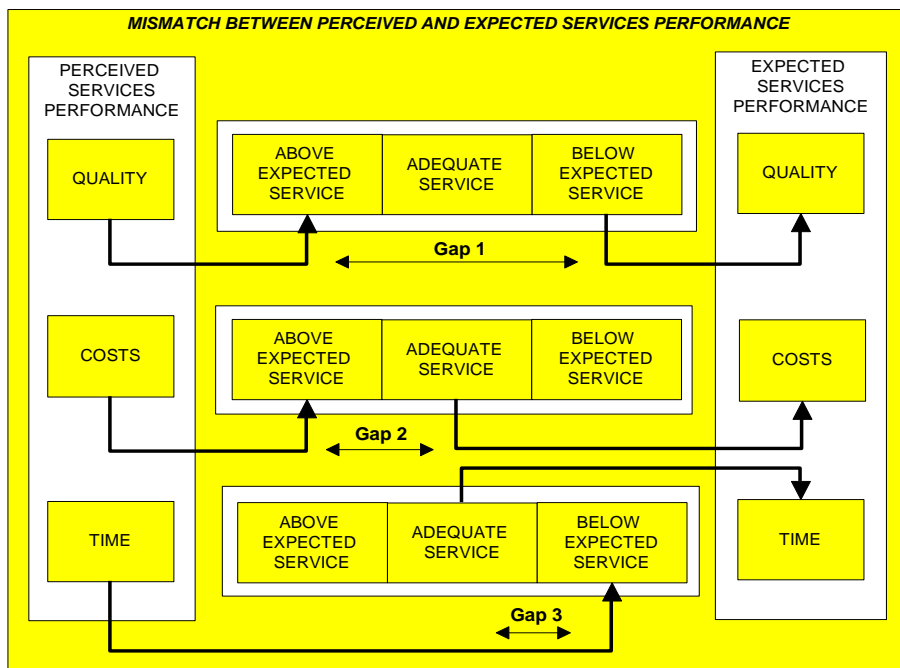 MISMATCH BETWEEN PERCEIVED AND EXPECTED SERVICES PERFORMANCE
PERCEIVED
SERVICES
PERFORMANCE
EXPECTED
SERVICES
PERFORMANCE
QUALITY
ABOVE
EXPECTED
SERVICE
ADEQUATE
SERVICE
BELOW
EXPECTED
SERVICE
QUALITY
Gap 1
COSTS
ABOVE
EXPECTED
SERVICE
ADEQUATE
SERVICE
BELOW
EXPECTED
SERVICE
COSTS
Gap 2
TIME
ABOVE
EXPECTED
SERVICE
ADEQUATE
SERVICE
BELOW
EXPECTED
SERVICE
TIME
Gap 3